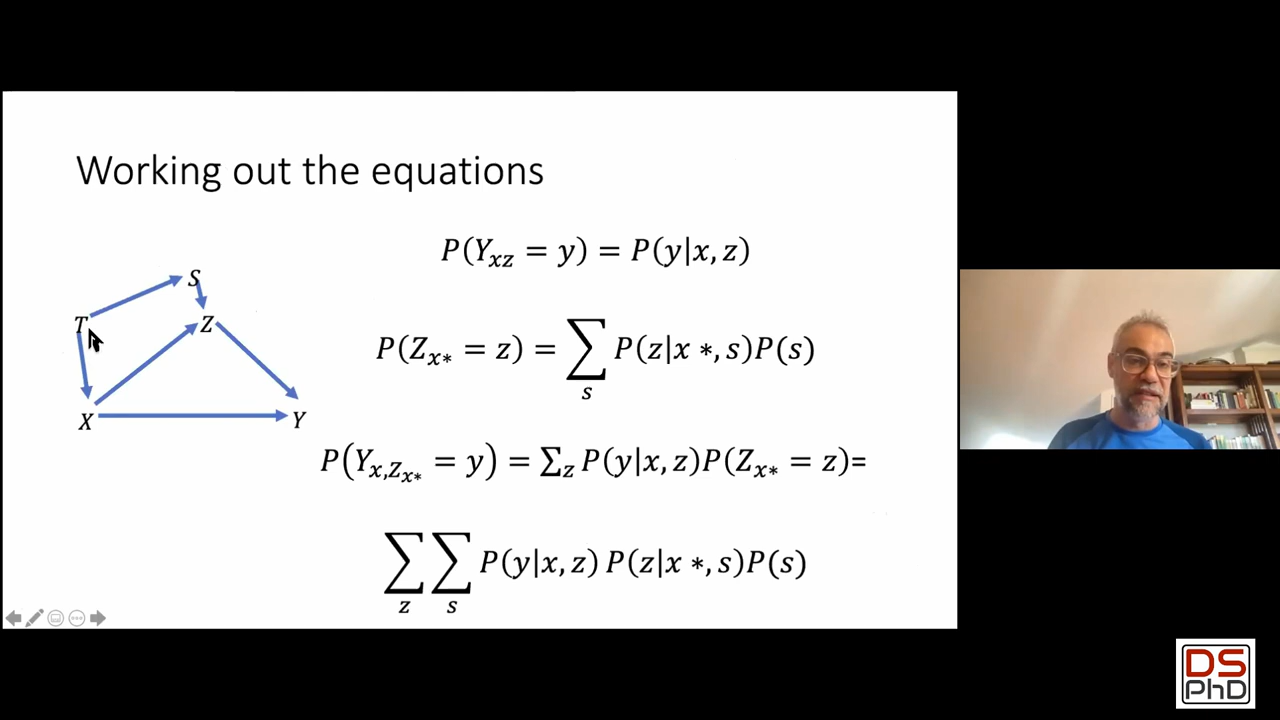 Working out the equations
P(Y_{xz} = y) = P(y|x, z)
S
T
Z
P(Z_{x*} = z) = ∑_s P(z|x *, s)P(s)
X
Y
P(Y_{x,Z_{x*}} = y) = ∑_z P(y|x, z)P(Z_{x*} = z)=
∑_z ∑_s P(y|x, z) P(z|x *, s)P(s)
DS
PhD